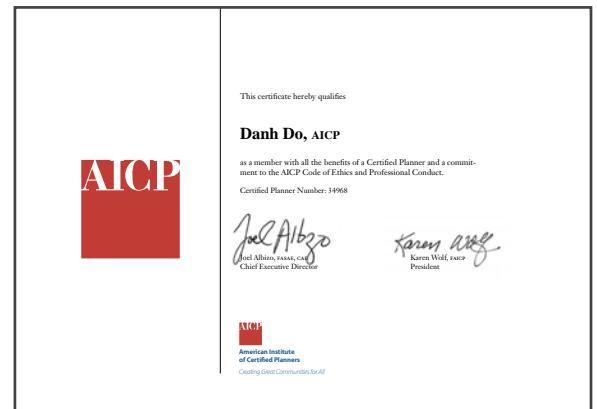 AICP
This certificate hereby qualifies
Danh Do, AICP
as a member with all the benefits of a Certified Planner and a commit-
ment to the AICP Code of Ethics and Professional Conduct.
Certified Planner Number: 34968
Joel Albizo
Karen Wolf
Joel Albizo, FASAE, CAE
Chief Executive Director
Karen Wolf, FAICP
President
AICP
American Institute
of Certified Planners
Creating Great Communities for All